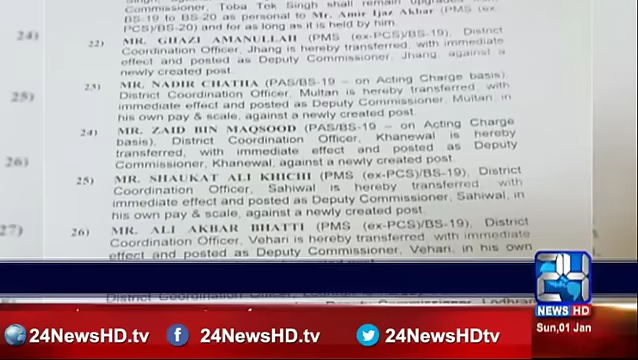 Commissioner, Toba Tek Singh shall remain upgraded
BS-19 to BS-20 as personal to Mr. Amir Ijaz Akbar (PMS (ex-
PCS)/BS-20) and for as long as it is held by him.
24)
22) MR. GHAZI AMANULLAH (PMS (ex-PCS)/BS-19), District
Coordination Officer, Jhang is hereby transferred, with immediate
effect and posted as Deputy Commissioner, Jhang, against a
newly created post.
25)
23) MR. NADIR CHATHA (PAS/BS-19 – on Acting Charge basis),
District Coordination Officer, Multan is hereby transferred, with
immediate effect and posted as Deputy Commissioner, Multan, in
his own pay & scale, against a newly created post.
26)
24) MR. ZAID BIN MAQSOOD (PAS/BS-19 – on Acting Charge
basis), District Coordination Officer, Khanewal is hereby
transferred, with immediate effect and posted as Deputy
Commissioner, Khanewal, against a newly created post.
25) MR. SHAUKAT ALI KHICHI (PMS (ex-PCS)/BS-19), District
Coordination Officer, Sahiwal is hereby transferred with
immediate effect and posted as Deputy Commissioner, Sahiwal, in
his own pay & scale, against a newly created post.
27)
26) MR. ALI AKBAR BHATTI (PMS (ex-PCS)/BS-19), District
Coordination Officer, Vehari is hereby transferred with immediate
effect and posted as Deputy Commissioner, Vehari, in his own
District Coordination Officer,
Deputy Commissioner, Lodhran
24
NEWS HD
Sun,01 Jan
24NewsHD.tv
24NewsHD.tv
24NewsHDtv